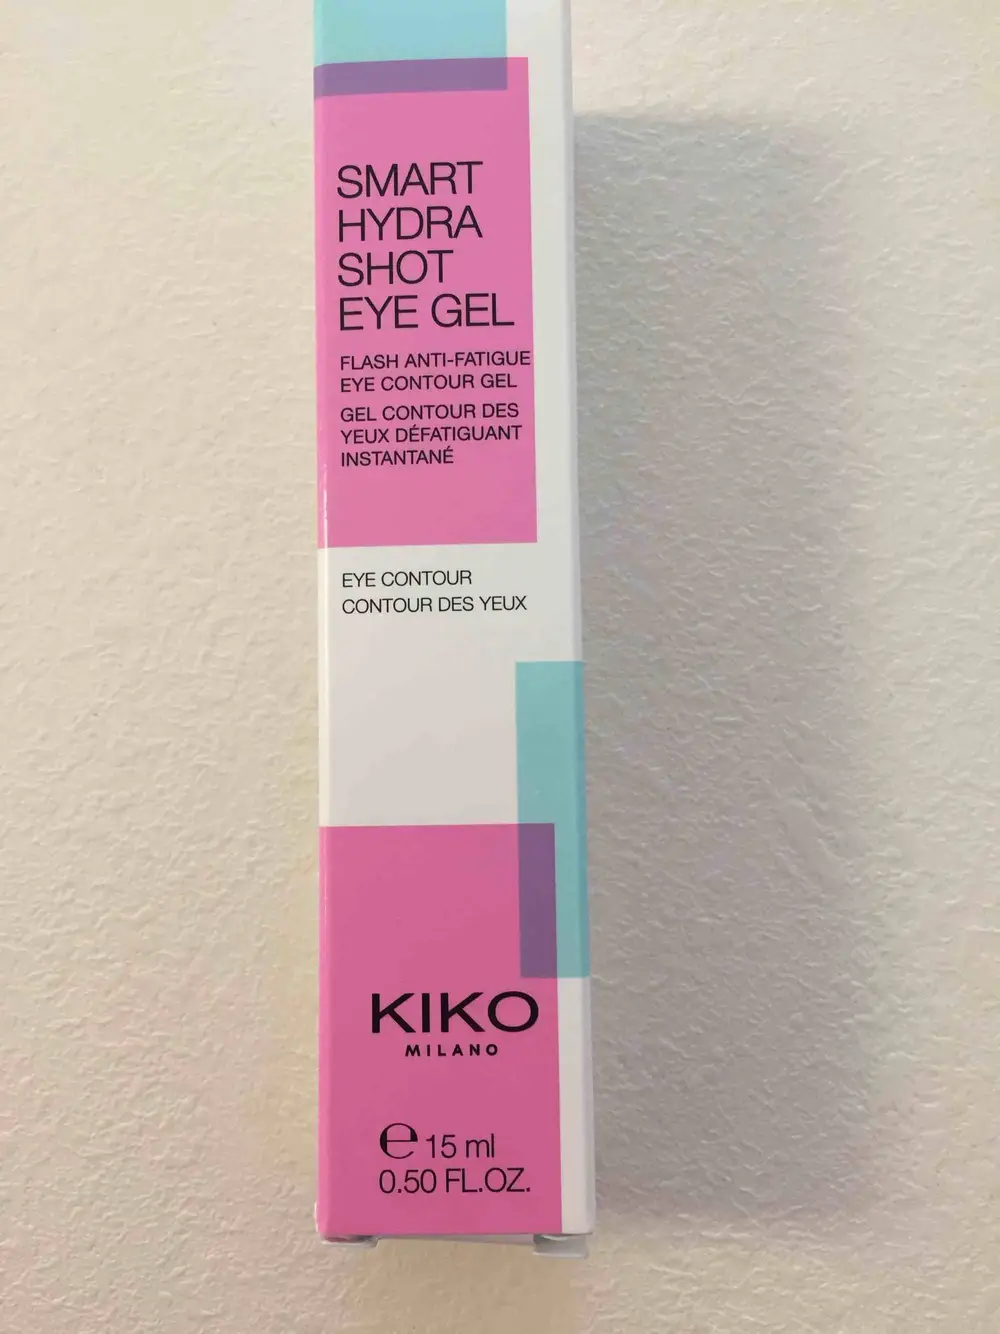 SMART
HYDRA
SHOT
EYE GEL
FLASH ANTI-FATIGUE
EYE CONTOUR GEL
GEL CONTOUR DES
YEUX DÉFATIGUANT
INSTANTANÉ
EYE CONTOUR
CONTOUR DES YEUX
KIKO
MILANO
℮ 15 ml
0.50 FL.OZ.